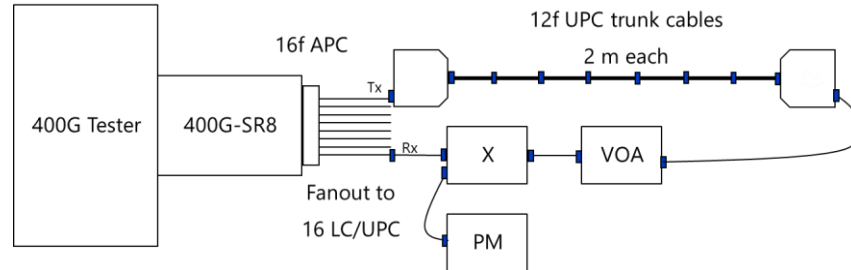 12f UPC trunk cables
16f APC
2 m each
Tx
400G Tester
400G-SR8
Rx
X
VOA
Fanout to
16 LC/UPC
PM